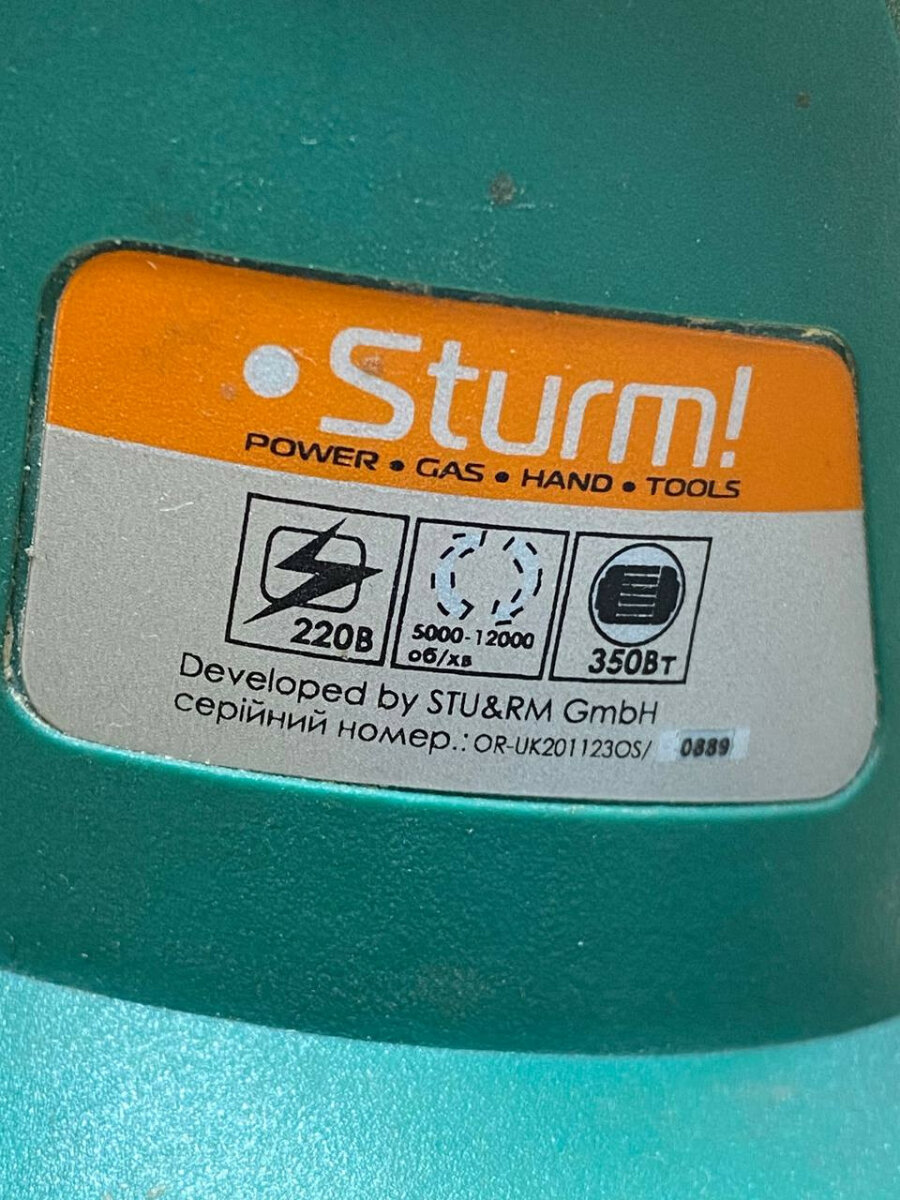 Sturm!
POWER • GAS • HAND • TOOLS
220В
5000-12000
об/хв
350Вт
Developed by STU&RM GmbH
серійний номер.: OR-UK201123OS/ 0889